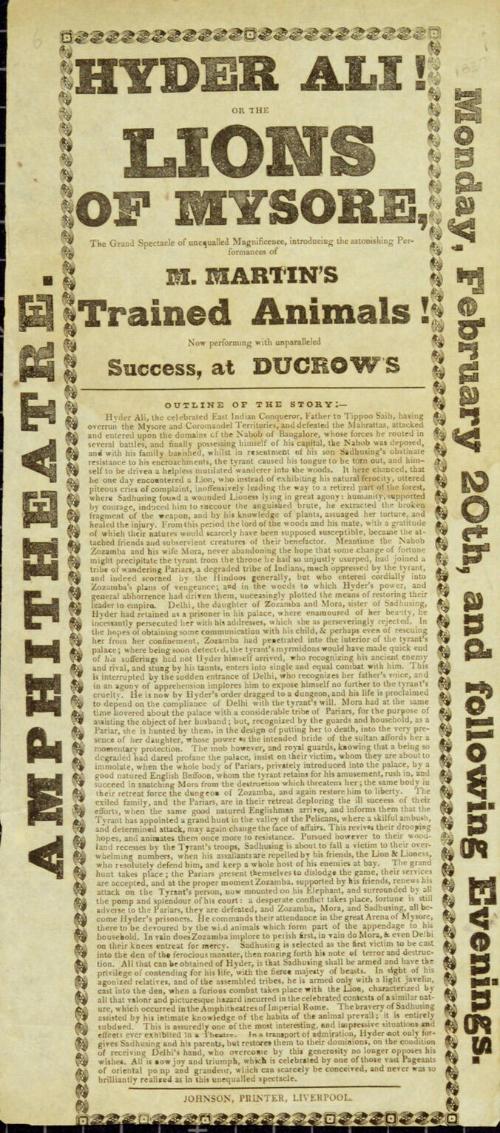 HYDER ALI!
OR THE
LIONS
OF MYSORE,
The Grand Spectacle of unequalled Magnificence, introducing the astonishing Per-
formances of
M. MARTIN'S
Trained Animals!
Now performing with unparalleled
Success, at DUCROW'S
AMPHITHEATRE.
Monday, February 20th, and following Evenings.
OUTLINE OF THE STORY:—
Hyder Ali, the celebrated East Indian Conqueror, Father to Tippoo Saib, having
overrun the Mysore and Coromandel Territories, and defeated the Mahrattas, attacked
and entered upon the domains of the Nahob of Bangalore, whose forces he routed in
several battles, and finally possessing himself of his capital, the Nabob was deposed,
and with his family banished, whilst in resentment of his son Sadhusing's obstinate
resistance to his encroachments, the tyrant caused his tongue to be torn out, and him-
self to be driven a helpless mutilated wanderer into the woods. It here chanced, that
he one day encountered a Lion, who instead of exhibiting his natural ferocity, uttered
piteous cries of complaint, inoffensively leading the way to a retired part of the forest,
where Sadhusing found a wounded Lioness lying in great agony: humanity, supported
by courage, induced him to succour the anguished brute, he extracted the broken
fragment of the weapon, and by his knowledge of plants, assuaged her torture, and
healed the injury. From this period the lord of the woods and his mate, with a gratitude
of which their natures would scarcely have been supposed susceptible, became the at-
tached friends and subservient creatures of their benefactor. Meantime the Nabob
Zozamba and his wife Mora, never abandoning the hope that some change of fortune
might precipitate the tyrant from the throne he had so unjustly usurped, had joined a
tribe of wandering Pariars, a degraded tribe of Indians, much oppressed by the tyrant,
and indeed scorned by the Hindoos generally, but who entered cordially into
Zozamba's plans of vengeance; and in the woods to which Hyder's power, and
general abhorrence had driven them, unceasingly plotted the means of restoring their
leader to empire. Delhi, the daughter of Zozamba and Mora, sister of Sadhusing,
Hyder had retained as a prisoner in his palace, where enamoured of her beauty, he
incessantly persecuted her with his addresses, which she as perseveringly rejected. In
the hopes of obtaining some communication with his child, & perhaps even of rescuing
her from her confinement, Zozamba had penetrated into the interior of the tyrant's
palace; where being soon detected, the tyrant's myrmidons would have made quick end
of his sufferings had not Hyder himself arrived, who recognizing his ancient enemy
and rival, and stung by his taunts, enters into single and equal combat with him. This
is interrupted by the sudden entrance of Delhi, who recognizes her father's voice, and
in an agony of apprehension implores him to expose himself no further to the tyrant's
cruelty. He is now by Hyder's order dragged to a dungeon, and his life is proclaimed
to depend on the compliance of Delhi with the tyrant's will. Mora had at the same
time hovered about the palace with a considerable tribe of Pariars, for the purpose of
assisting the object of her husband; but, recognized by the guards and household, as a
Pariar, she is hunted by them, in the design of putting her to death, into the very pre-
sence of her daughter, whose power as the intended bride of the sultan affords her a
momentary protection. The mob however, and royal guards, knowing that a being so
degraded had dared profane the palace, insist on their victim, whom they are about to
immolate, when the whole body of Pariars, privately introduced into the palace, by a
good natured English Buffoon, whom the tyrant retains for his amusement, rush in, and
succeed in snatching Mora from the destruction which threatens her; the same body in
their retreat force the dungeon of Zozamba, and again restore him to liberty. The
exiled family, and the Pariars, are in their retreat deploring the ill success of their
efforts, when the same good natured Englishman arrives, and informs them that the
Tyrant has appointed a grand hunt in the valley of the Pelicans, where a skilful ambush,
and determined attack, may again change the face of affairs. This revives their drooping
hopes, and animates them once more to resistance. Pursued however to their wood-
land recesses by the Tyrant's troops, Sadhusing is about to fall a victim to their over-
whelming numbers, when his assailants are repelled by his friends, the Lion & Lioness,
who resolutely defend him, and keep a whole host of his enemies at bay. The grand
hunt takes place; the Pariars present themselves to dislodge the game, their services
are accepted, and at the proper moment Zozamba, supported by his friends, renews his
attack on the Tyrant's person, now mounted on his Elephant, and surrounded by all
the pomp and splendour of his court: a desperate conflict takes place, fortune is still
adverse to the Pariars, they are defeated, and Zozamba, Mora, and Sadhusing, all be-
come Hyder's prisoners. He commands their attendance in the great Arena of Mysore,
there to be devoured by the wild animals which form part of the appendage to his
household. In vain does Zozamba implore to perish first, in vain do Mora, & even Delhi
on their knees entreat for mercy. Sadhusing is selected as the first victim to be cast
into the den of the ferocious monster, then roaring forth his note of terror and destruc-
tion. All that can be obtained of Hyder, is that Sadhusing shall be armed and have the
privilege of contending for his life, with the fierce majesty of beasts. In sight of his
agonized relatives, and of the assembled tribes, he is armed only with a light javelin,
cast into the den, when a furious combat takes place with the Lion, characterized by
all that valour and picturesque hazard incurred in the celebrated contests of a similar nat-
ure, which occurred in the Amphitheatres of Imperial Rome. The bravery of Sadhusing
assisted by his intimate knowledge of the habits of the animal prevails; it is entirely
subdued. This is assuredly one of the most interesting, and impressive situations and
effects ever exhibited in a Theatre. In a transport of admiration, Hyder not only for-
gives Sadhusing and his parents, but restores them to their dominions, on the condition
of receiving Delhi's hand, who overcome by this generosity no longer opposes his
wishes. All is now joy and triumph, which is celebrated by one of those vast Pageants
of oriental pomp and grandeur, which can scarcely be conceived, and never was so
brilliantly realized as in this unequalled spectacle.
JOHNSON, PRINTER, LIVERPOOL.